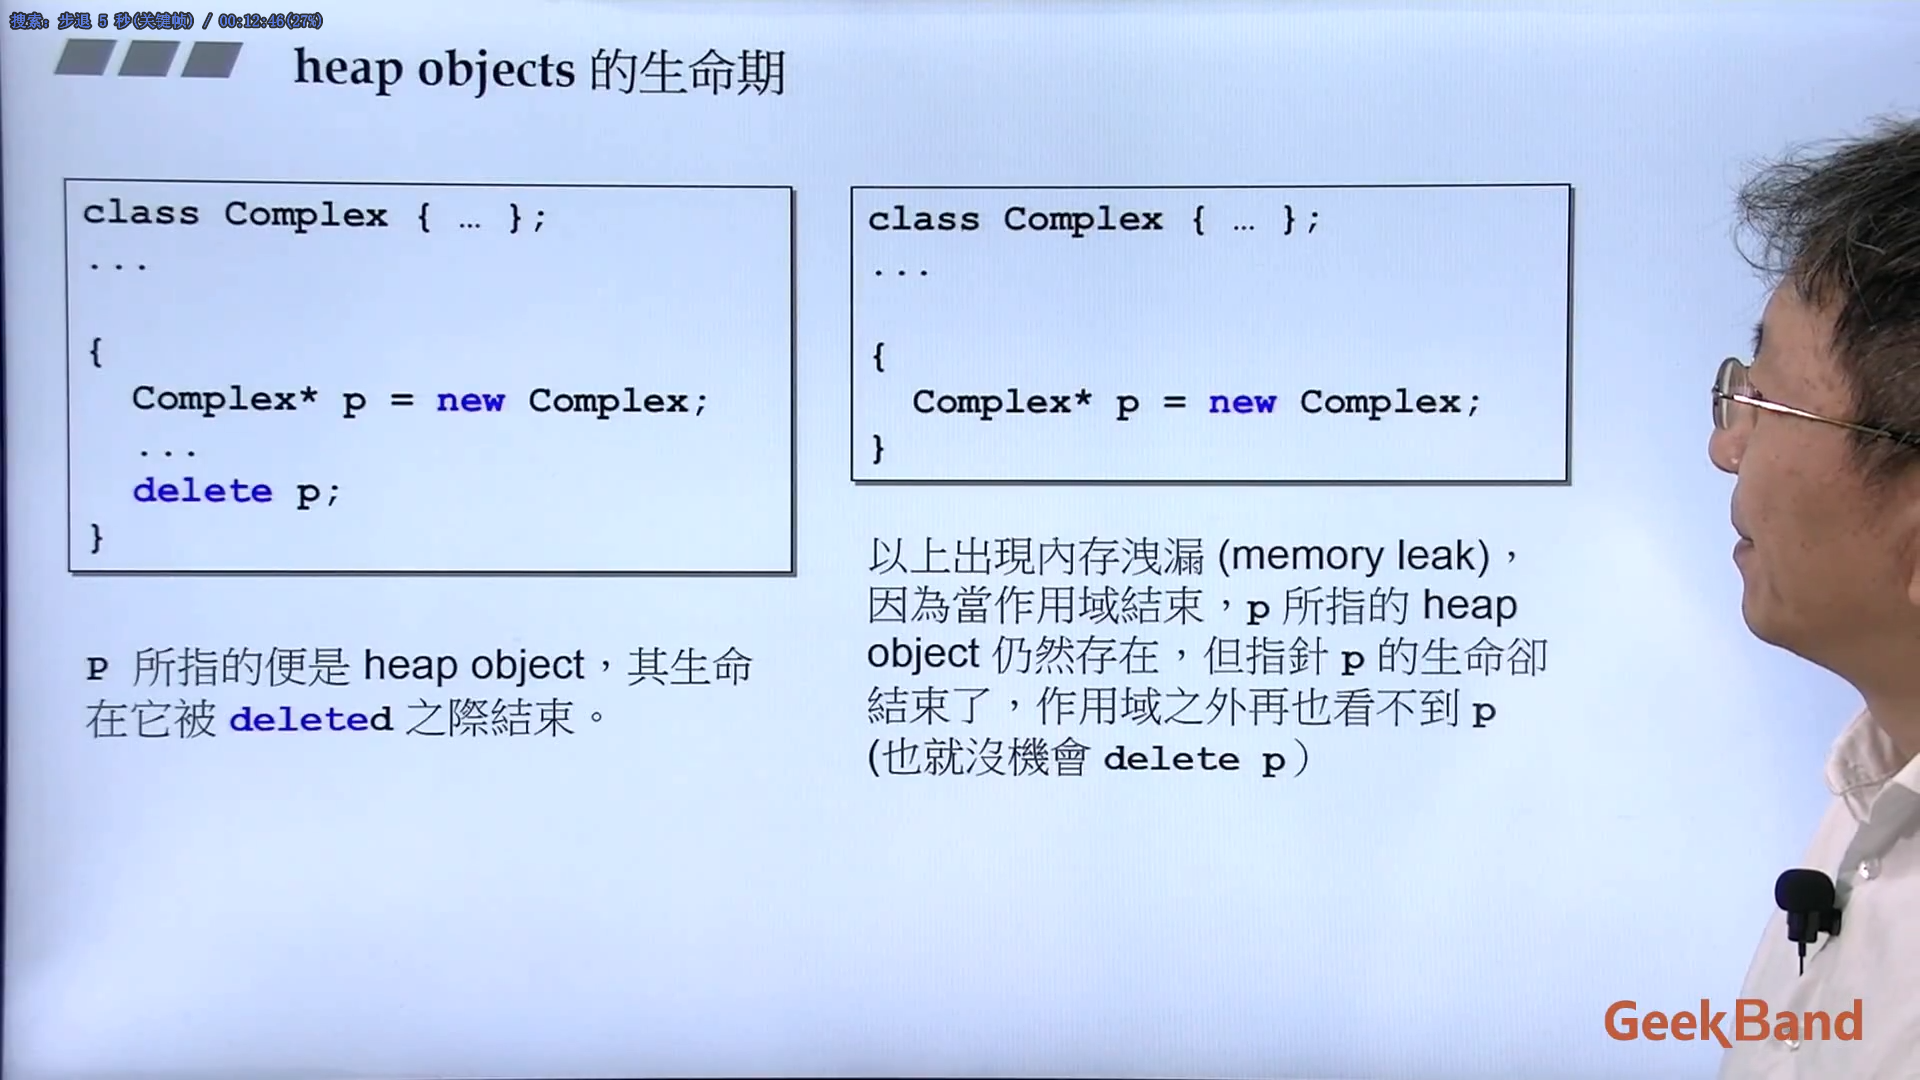 搜索: 步退 5 秒(关键帧) / 00:12:46(27%)
heap objects 的生命期
class Complex { … };
...
{
Complex* p = new Complex;
...
delete p;
}
P 所指的便是 heap object，其生命
在它被 deleted 之際結束。
class Complex { … };
...
{
Complex* p = new Complex;
}
以上出現內存洩漏 (memory leak)，
因為當作用域結束，p 所指的 heap
object 仍然存在，但指針 p 的生命卻
結束了，作用域之外再也看不到 p
(也就沒機會 delete p）
GeekBand